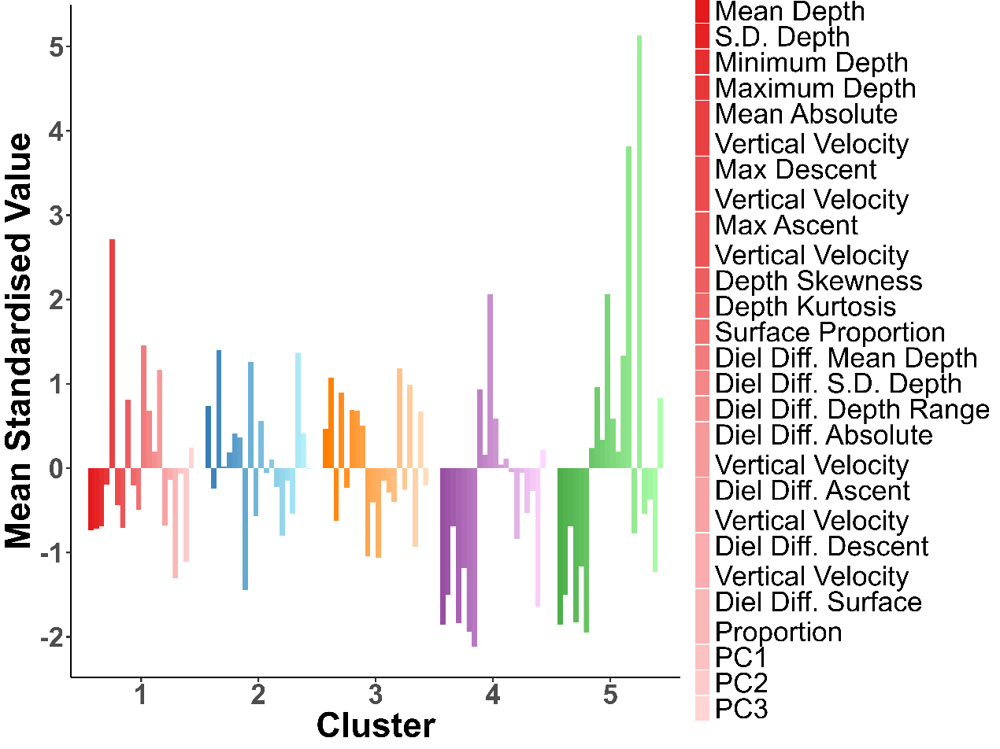 5
4
3
2
1
0
-1
-2
Mean Standardised Value
1 2 3 4 5
Cluster
Mean Depth
S.D. Depth
Minimum Depth
Maximum Depth
Mean Absolute
Vertical Velocity
Max Descent
Vertical Velocity
Max Ascent
Vertical Velocity
Depth Skewness
Depth Kurtosis
Surface Proportion
Diel Diff. Mean Depth
Diel Diff. S.D. Depth
Diel Diff. Depth Range
Diel Diff. Absolute
Vertical Velocity
Diel Diff. Ascent
Vertical Velocity
Diel Diff. Descent
Vertical Velocity
Diel Diff. Surface
Proportion
PC1
PC2
PC3